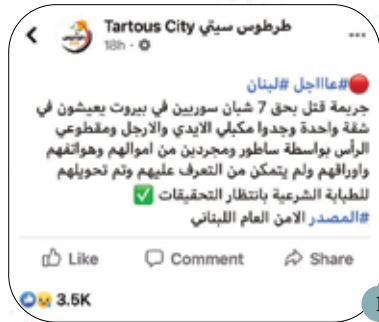 Tartous City طرطوس سيتي
18h ·
#عاااجل #لبنان
جريمة قتل بحق 7 شبان سوريين في بيروت يعيشون في
شقة واحدة وجدوا مكبلي الايدي والارجل ومقطوعي
الرأس بواسطة ساطور ومجردين من اموالهم وهواتفهم
واوراقهم ولم يتمكن من التعرف عليهم وتم تحويلهم
للطبابة الشرعية بانتظار التحقيقات ✅
#المصدر الامن العام اللبناني
Like Comment Share
3.5K
1